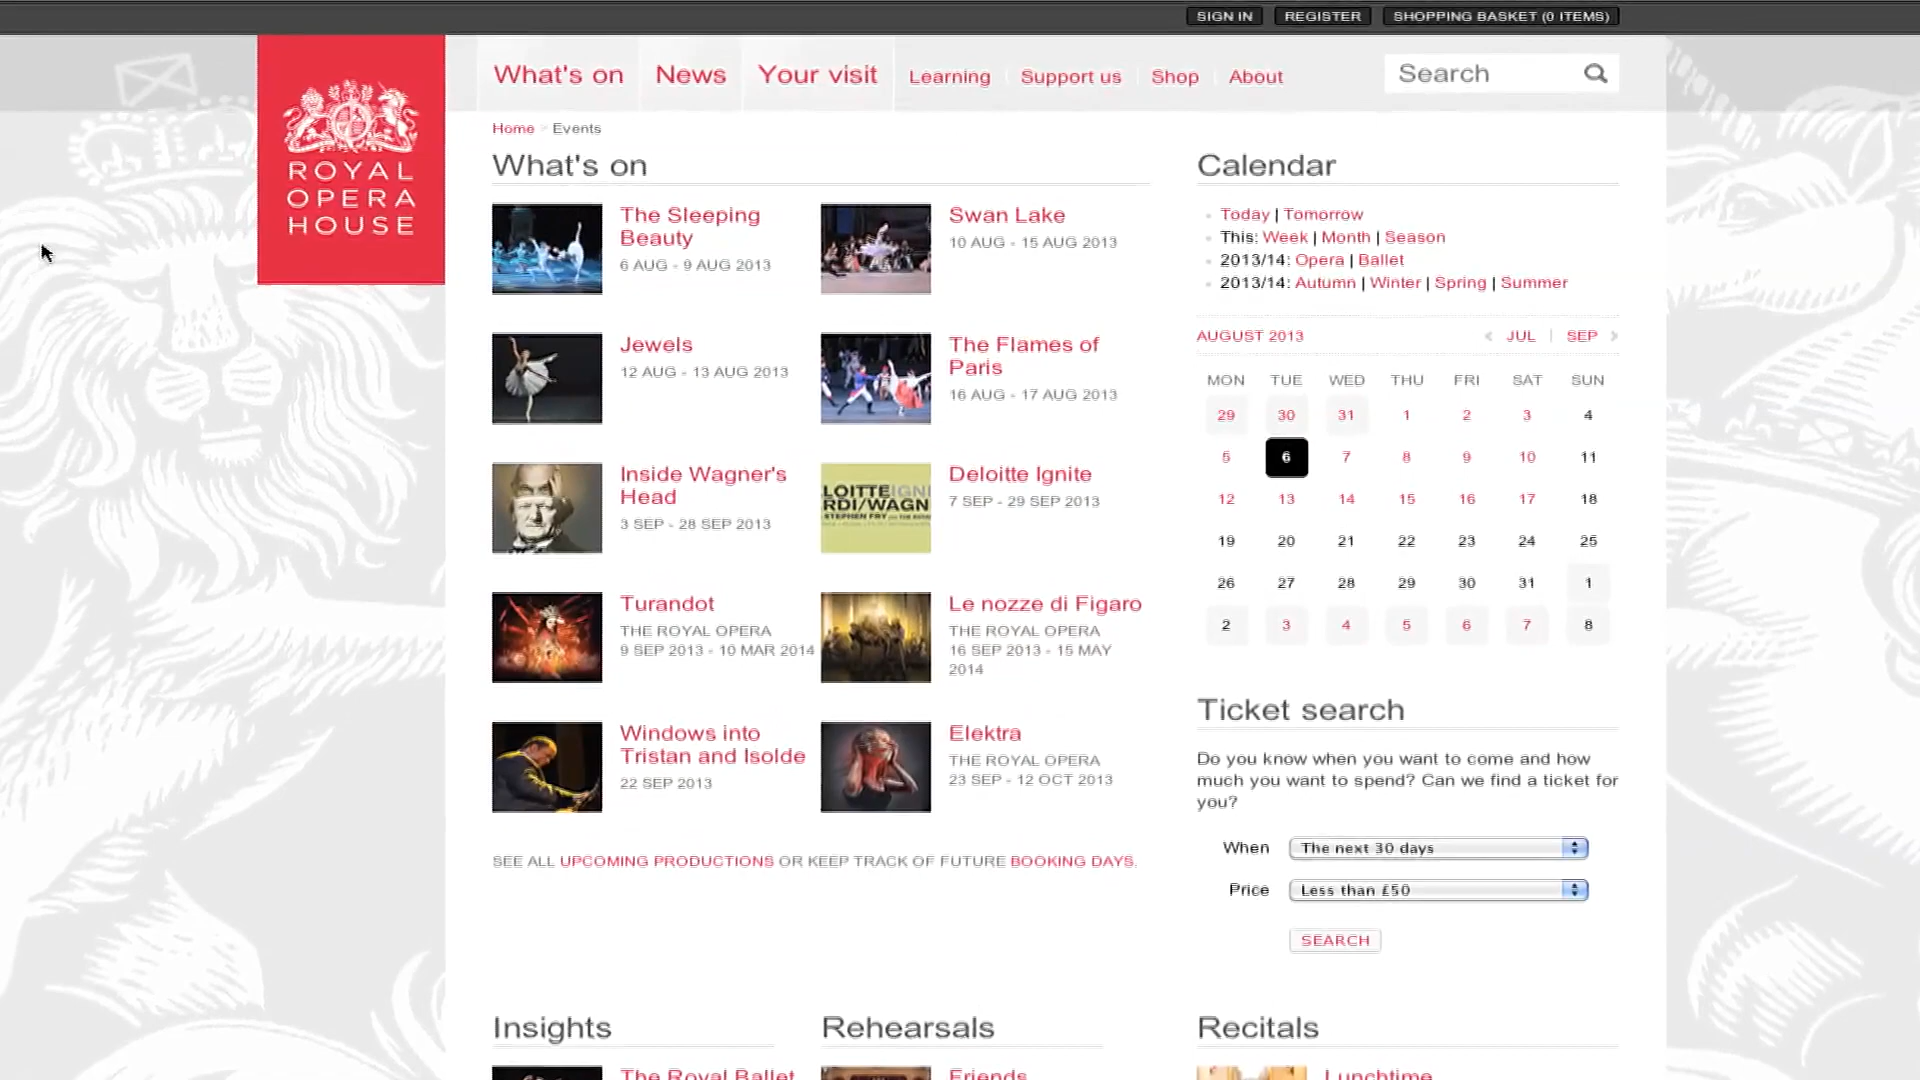 SIGN IN
REGISTER
SHOPPING BASKET (0 ITEMS)
ROYAL
OPERA
HOUSE
What's on
News
Your visit
Learning
Support us
Shop
About
Search
Home
Events
What's on
The Sleeping
Beauty
6 AUG - 9 AUG 2013
Swan Lake
10 AUG - 15 AUG 2013
Jewels
12 AUG - 13 AUG 2013
The Flames of
Paris
16 AUG - 17 AUG 2013
Inside Wagner's
Head
3 SEP - 28 SEP 2013
LOITTEIGN
RDI/WAGN
STEPHEN FRY
Deloitte Ignite
7 SEP - 29 SEP 2013
Turandot
THE ROYAL OPERA
9 SEP 2013 - 10 MAR 2014
Le nozze di Figaro
THE ROYAL OPERA
16 SEP 2013 - 15 MAY
2014
Windows into
Tristan and Isolde
22 SEP 2013
Elektra
THE ROYAL OPERA
23 SEP - 12 OCT 2013
SEE ALL UPCOMING PRODUCTIONS OR KEEP TRACK OF FUTURE BOOKING DAYS.
Calendar
Today | Tomorrow
This: Week | Month | Season
2013/14: Opera | Ballet
2013/14: Autumn | Winter | Spring | Summer
AUGUST 2013
JUL | SEP
MON TUE WED THU FRI SAT SUN
29 30 31 1 2 3 4
5 6 7 8 9 10 11
12 13 14 15 16 17 18
19 20 21 22 23 24 25
26 27 28 29 30 31 1
2 3 4 5 6 7 8
Ticket search
Do you know when you want to come and how
much you want to spend? Can we find a ticket for
you?
When The next 30 days
Price Less than £50
SEARCH
Insights
The Royal Ballet
Rehearsals
Friends
Recitals
Lunchtime